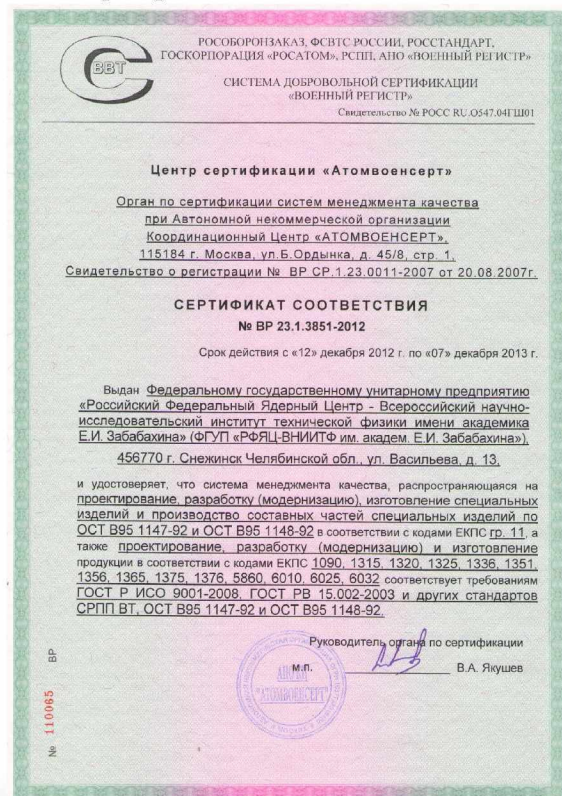 РОСОБОРОНЗАКАЗ, ФСВТС РОССИИ, РОССТАНДАРТ,
ГОСКОРПОРАЦИЯ «РОСАТОМ», РСПП, АНО «ВОЕННЫЙ РЕГИСТР»
ВВТ
СИСТЕМА ДОБРОВОЛЬНОЙ СЕРТИФИКАЦИИ
«ВОЕННЫЙ РЕГИСТР»
Свидетельство № РОСС RU.О547.04ГШ01
Центр сертификации «Атомвоенсерт»
Орган по сертификации систем менеджмента качества
при Автономной некоммерческой организации
Координационный Центр «АТОМВОЕНСЕРТ»,
115184 г. Москва, ул.Б.Ордынка, д. 45/8, стр. 1,
Свидетельство о регистрации № ВР СР.1.23.0011-2007 от 20.08.2007г.
СЕРТИФИКАТ СООТВЕТСТВИЯ
№ ВР 23.1.3851-2012
Срок действия с «12» декабря 2012 г. по «07» декабря 2013 г.
Выдан Федеральному государственному унитарному предприятию
«Российский Федеральный Ядерный Центр - Всероссийский научно-
исследовательский институт технической физики имени академика
Е.И. Забабахина» (ФГУП «РФЯЦ-ВНИИТФ им. академ. Е.И. Забабахина»),
456770 г. Снежинск Челябинской обл., ул. Васильева, д. 13,
и удостоверяет, что система менеджмента качества, распространяющаяся на
проектирование, разработку (модернизацию), изготовление специальных
изделий и производство составных частей специальных изделий по
ОСТ В95 1147-92 и ОСТ В95 1148-92 в соответствии с кодами ЕКПС гр. 11, а
также проектирование, разработку (модернизацию) и изготовление
продукции в соответствии с кодами ЕКПС 1090, 1315, 1320, 1325, 1336, 1351,
1356, 1365, 1375, 1376, 5860, 6010, 6025, 6032 соответствует требованиям
ГОСТ Р ИСО 9001-2008, ГОСТ РВ 15.002-2003 и других стандартов
СРПП ВТ, ОСТ В95 1147-92 и ОСТ В95 1148-92.
Руководитель органа по сертификации
м.п.
В.А. Якушев
"АТОМВОЕНСЕРТ"
№ 110065 ВР